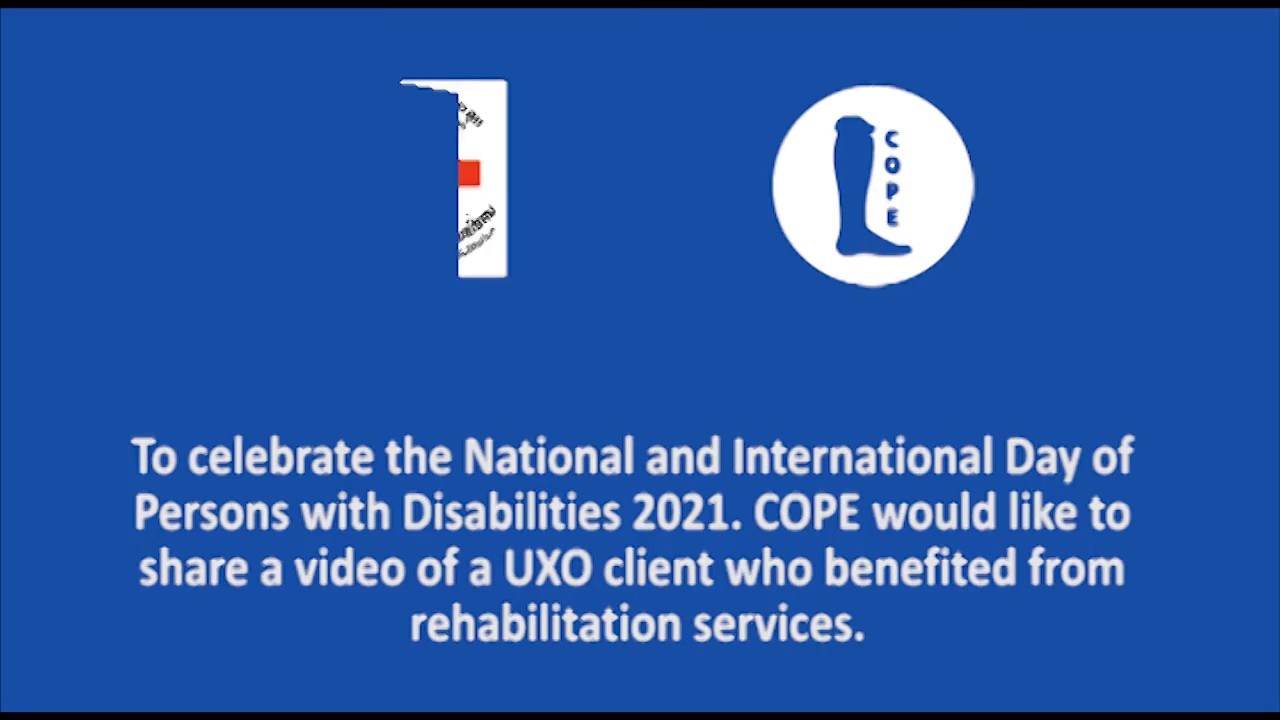 COPE
To celebrate the National and International Day of
Persons with Disabilities 2021. COPE would like to
share a video of a UXO client who benefited from
rehabilitation services.